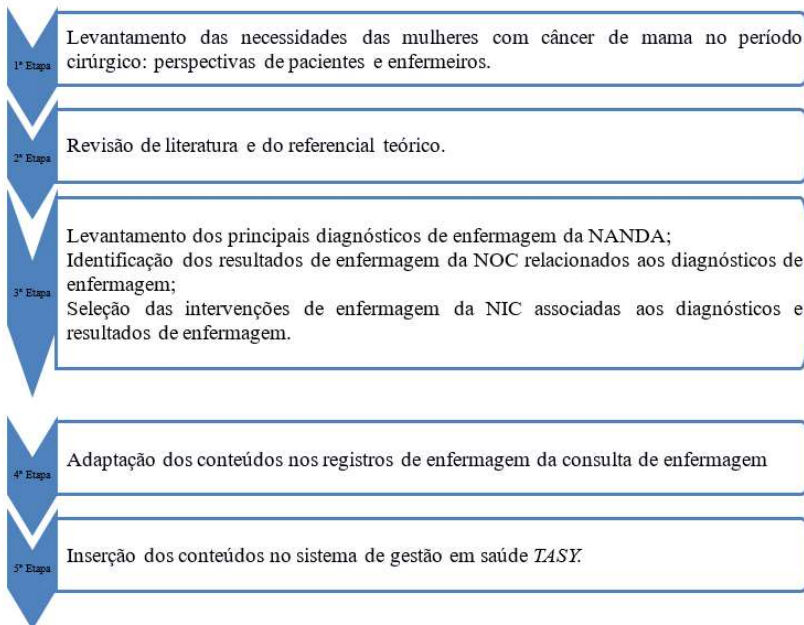 1ª Etapa
Levantamento das necessidades das mulheres com câncer de mama no período
cirúrgico: perspectivas de pacientes e enfermeiros.
2ª Etapa
Revisão de literatura e do referencial teórico.
3ª Etapa
Levantamento dos principais diagnósticos de enfermagem da NANDA;
Identificação dos resultados de enfermagem da NOC relacionados aos diagnósticos de
enfermagem;
Seleção das intervenções de enfermagem da NIC associadas aos diagnósticos e
resultados de enfermagem.
4ª Etapa
Adaptação dos conteúdos nos registros de enfermagem da consulta de enfermagem
5ª Etapa
Inserção dos conteúdos no sistema de gestão em saúde TASY.